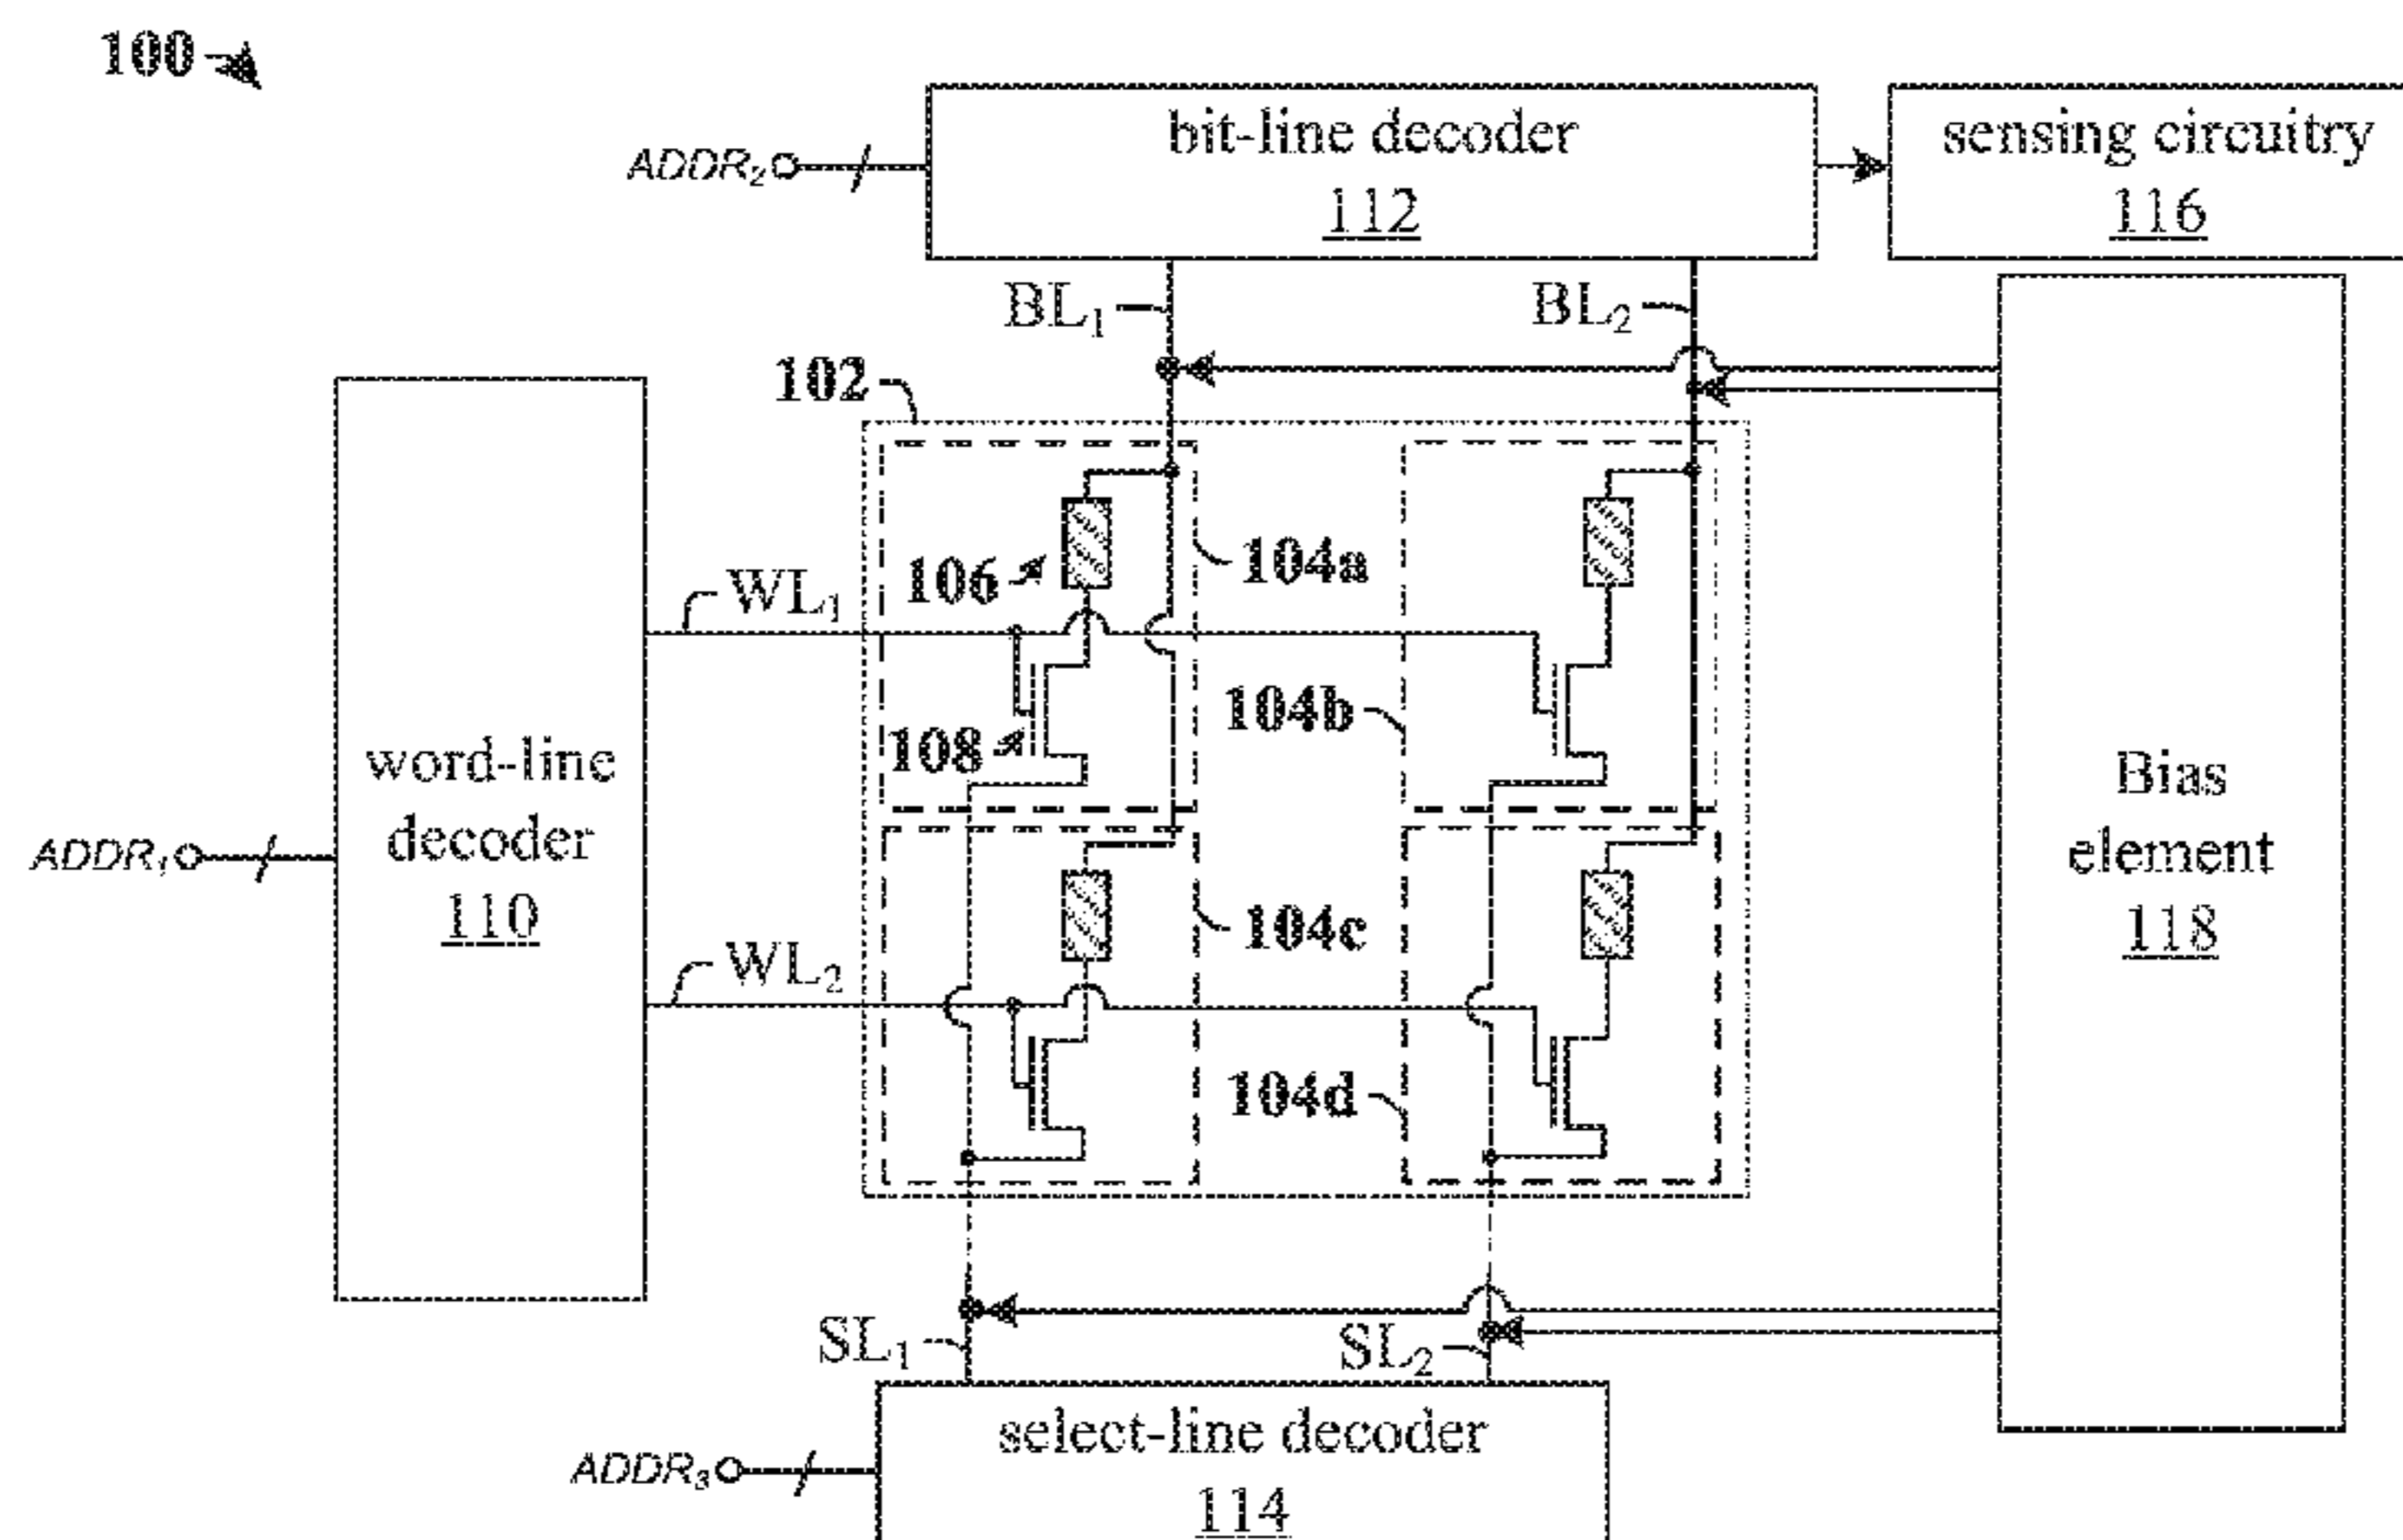 100
ADDR₂
bit-line decoder
112
sensing circuitry
116
BL₁
BL₂
102
106
104a
WL₁
104b
108
word-line
decoder
110
Bias
element
118
ADDR₁
104c
WL₂
104d
SL₁
SL₂
select-line decoder
114
ADDR₃